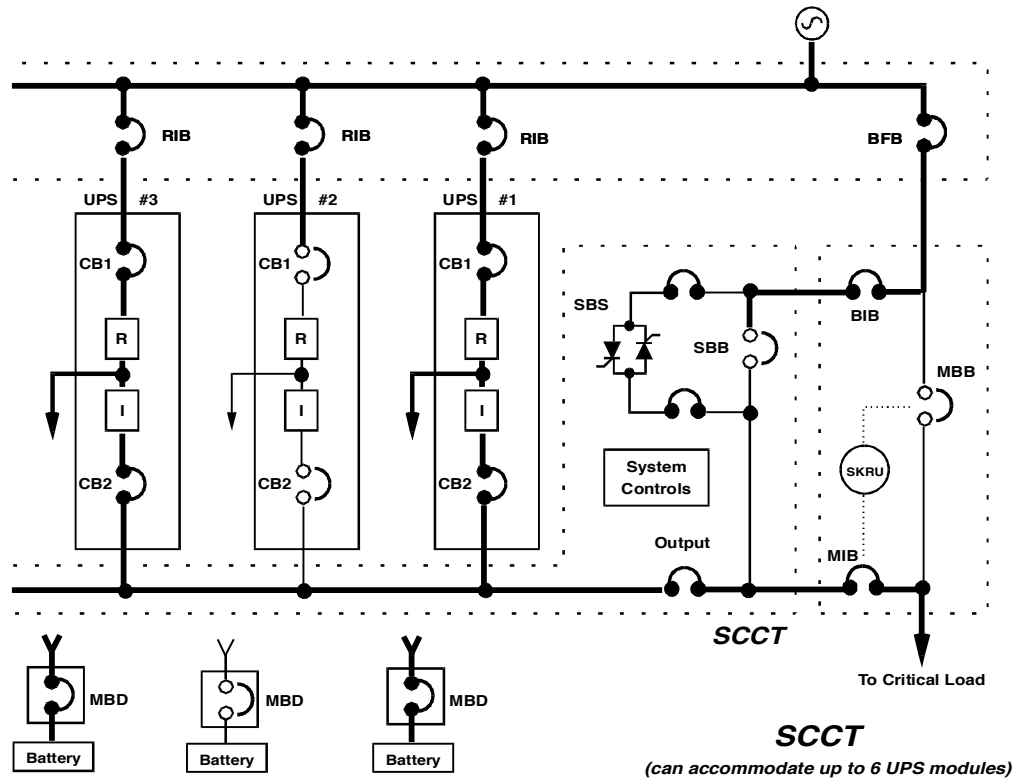 RIB
RIB
RIB
BFB
UPS #3
UPS #2
UPS #1
CB1
CB1
CB1
SBS
SBB
BIB
R
R
R
MBB
I
I
I
System
Controls
SKRU
CB2
CB2
CB2
Output
MIB
SCCT
To Critical Load
MBD
MBD
MBD
Battery
Battery
Battery
SCCT
(can accommodate up to 6 UPS modules)